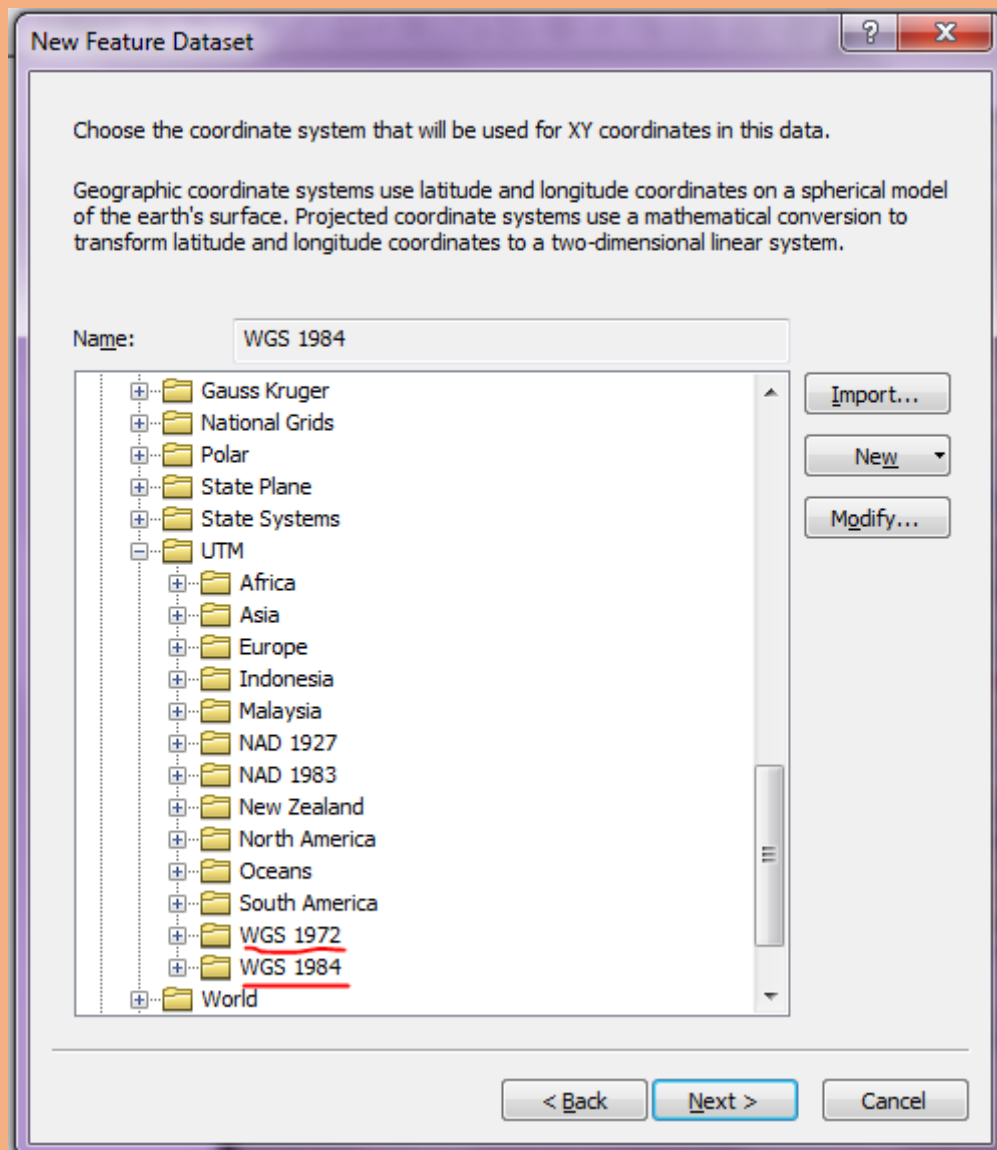 New Feature Dataset
Choose the coordinate system that will be used for XY coordinates in this data.
Geographic coordinate systems use latitude and longitude coordinates on a spherical model
of the earth's surface. Projected coordinate systems use a mathematical conversion to
transform latitude and longitude coordinates to a two-dimensional linear system.
Name: WGS 1984
Gauss Kruger
National Grids
Polar
State Plane
State Systems
UTM
Africa
Asia
Europe
Indonesia
Malaysia
NAD 1927
NAD 1983
New Zealand
North America
Oceans
South America
WGS 1972
WGS 1984
World
Import...
New
Modify...
< Back
Next >
Cancel